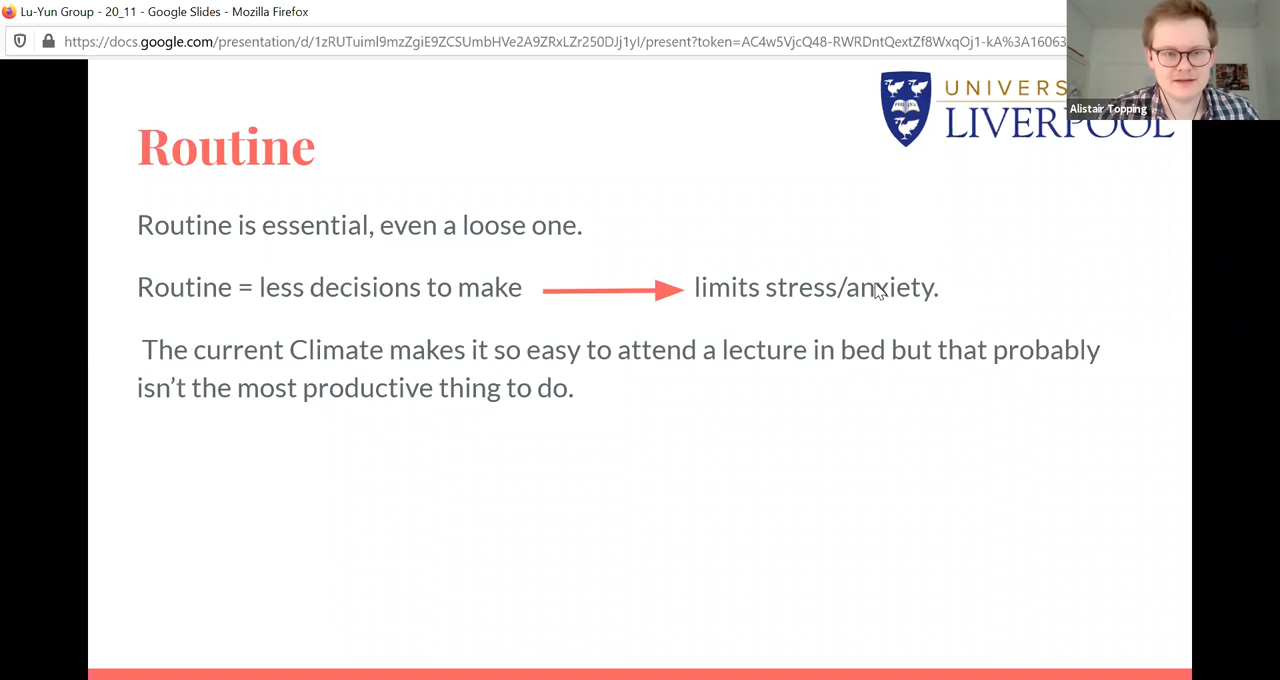 Lu-Yun Group - 20_11 - Google Slides - Mozilla Firefox
https://docs.google.com/presentation/d/1zRUTuimI9mzZgiE9ZCSUmbHVe2A9ZRxLZr250DJj1yI/present?token=AC4w5VjcQ48-RWRDntQextZf8WxqOj1-kA%3A16063
UNIVERS
LIVERPOOL
Alistair Topping
Routine
Routine is essential, even a loose one.
Routine = less decisions to make limits stress/anxiety.
The current Climate makes it so easy to attend a lecture in bed but that probably
isn’t the most productive thing to do.